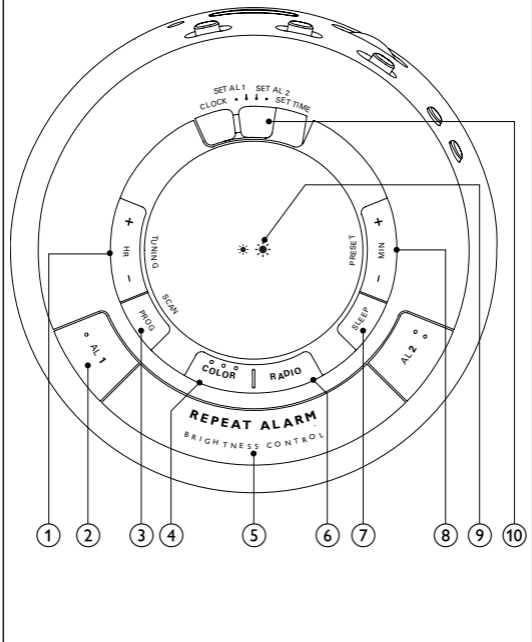 SET AL 1 SET AL 2
CLOCK • • SET TIME
+ HR −
TUNING
PRESET
+ MIN −
SCAN
PROG
SLEEP
AL 1
AL 2
COLOR
RADIO
REPEAT ALARM
BRIGHTNESS CONTROL
1 2 3 4 5 6 7 8 9 10